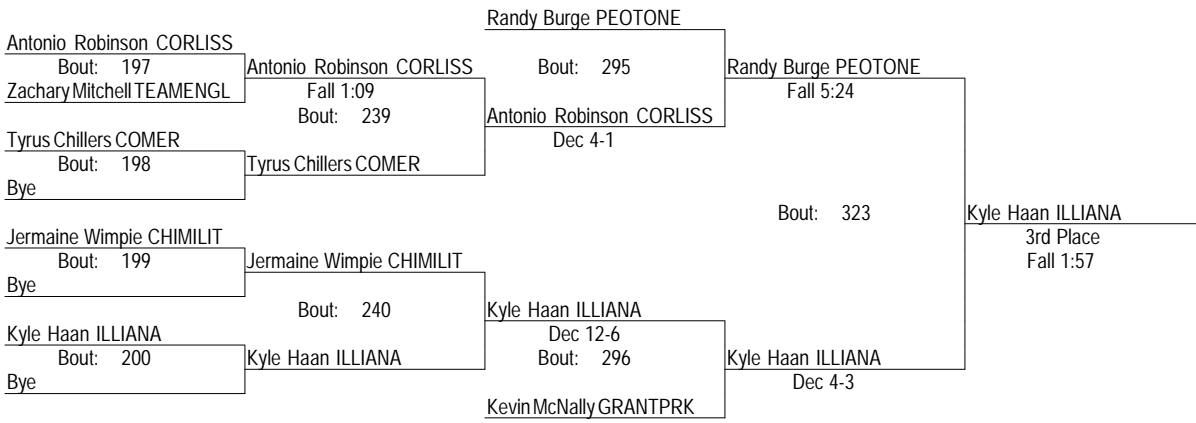 Randy Burge PEOTONE
Antonio Robinson CORLISS
Bout: 197
Zachary Mitchell TEAMENGL
Antonio Robinson CORLISS
Fall 1:09
Bout: 239
Bout: 295
Randy Burge PEOTONE
Fall 5:24
Antonio Robinson CORLISS
Dec 4-1
Tyrus Chillers COMER
Bout: 198
Bye
Tyrus Chillers COMER
Bout: 323
Kyle Haan ILLIANA
3rd Place
Fall 1:57
Jermaine Wimpie CHIMILIT
Bout: 199
Bye
Jermaine Wimpie CHIMILIT
Bout: 240
Kyle Haan ILLIANA
Dec 12-6
Bout: 296
Kyle Haan ILLIANA
Bout: 200
Bye
Kyle Haan ILLIANA
Kyle Haan ILLIANA
Dec 4-3
Kevin McNally GRANTPRK